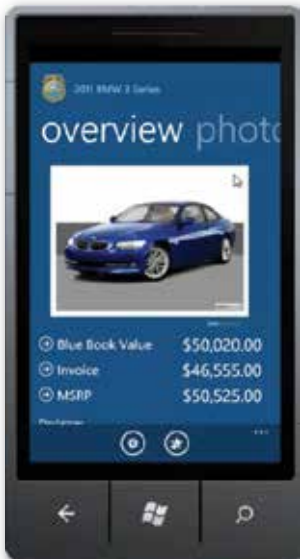 2011 BMW 3 Series
overview photo
Blue Book Value $50,020.00
Invoice $46,555.00
MSRP $50,525.00